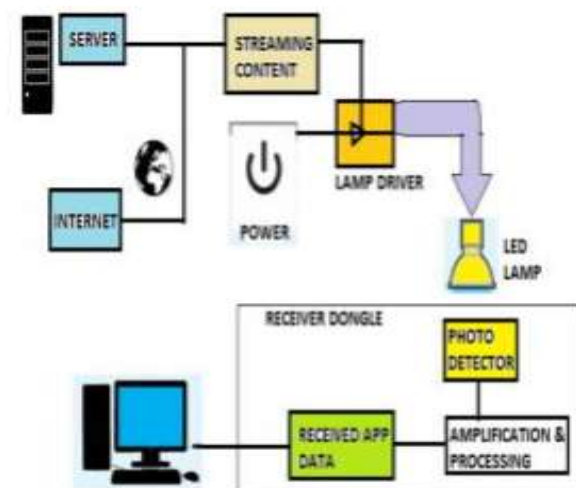 SERVER
STREAMING
CONTENT
POWER
LAMP DRIVER
INTERNET
LED
LAMP
RECEIVER DONGLE
PHOTO
DETECTOR
RECEIVED APP
DATA
AMPLIFICATION &
PROCESSING